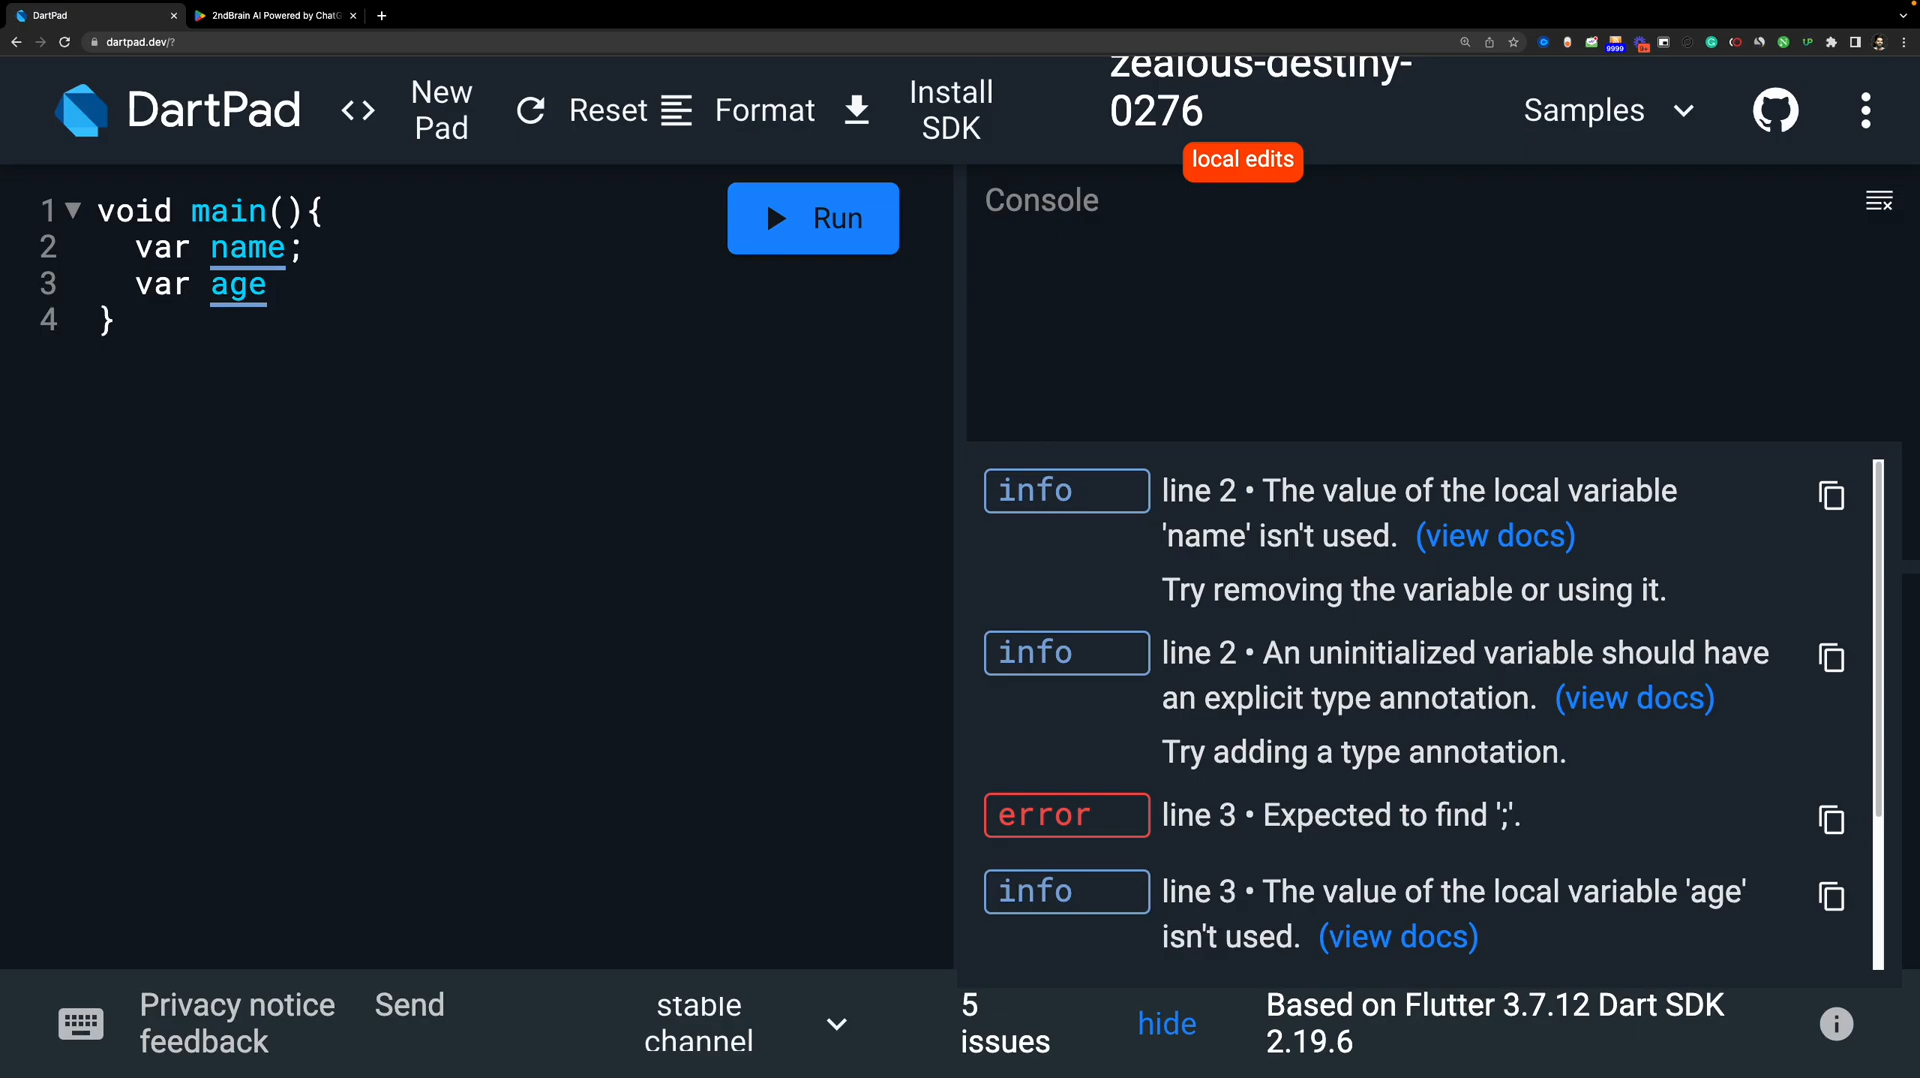 DartPad
2ndBrain AI Powered by ChatG
dartpad.dev/?
9999
9+
UP
DartPad
<> New Pad
Reset
Format
Install SDK
zealous-destiny-
0276
local edits
Samples
1 void main(){
2 var name;
3 var age
4 }
Run
Console
info line 2 • The value of the local variable
'name' isn't used. (view docs)
Try removing the variable or using it.
info line 2 • An uninitialized variable should have
an explicit type annotation. (view docs)
Try adding a type annotation.
error line 3 • Expected to find ';'.
info line 3 • The value of the local variable 'age'
isn't used. (view docs)
Privacy notice Send
feedback
stable
channel
5
issues
hide
Based on Flutter 3.7.12 Dart SDK
2.19.6